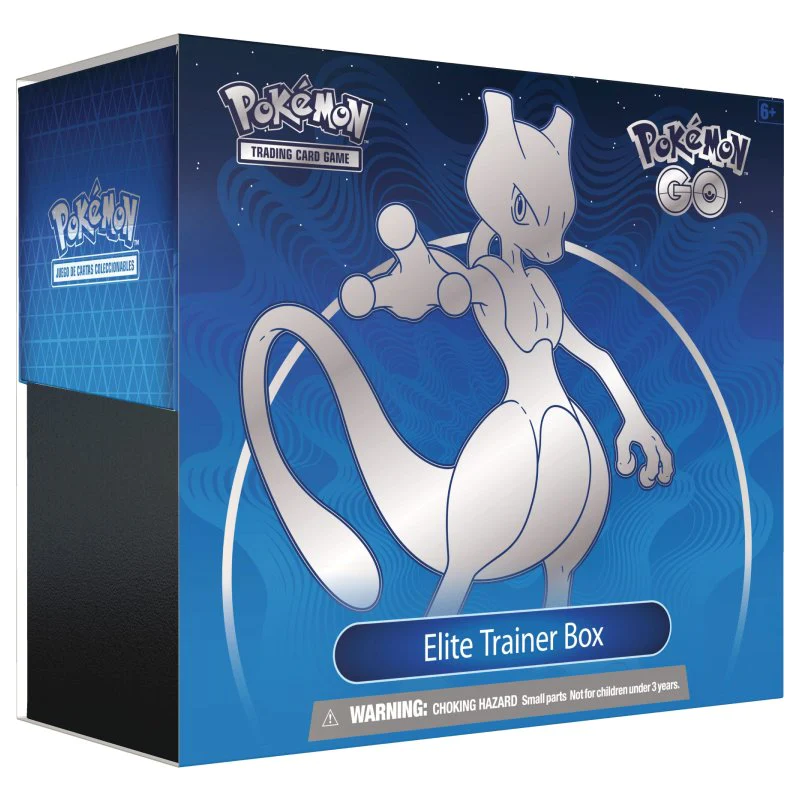 POKéMON
TRADING CARD GAME
POKéMON
GO
6+
POKéMON
JUEGO DE CARTAS COLECCIONABLES
Elite Trainer Box
WARNING: CHOKING HAZARD Small parts Not for children under 3 years.